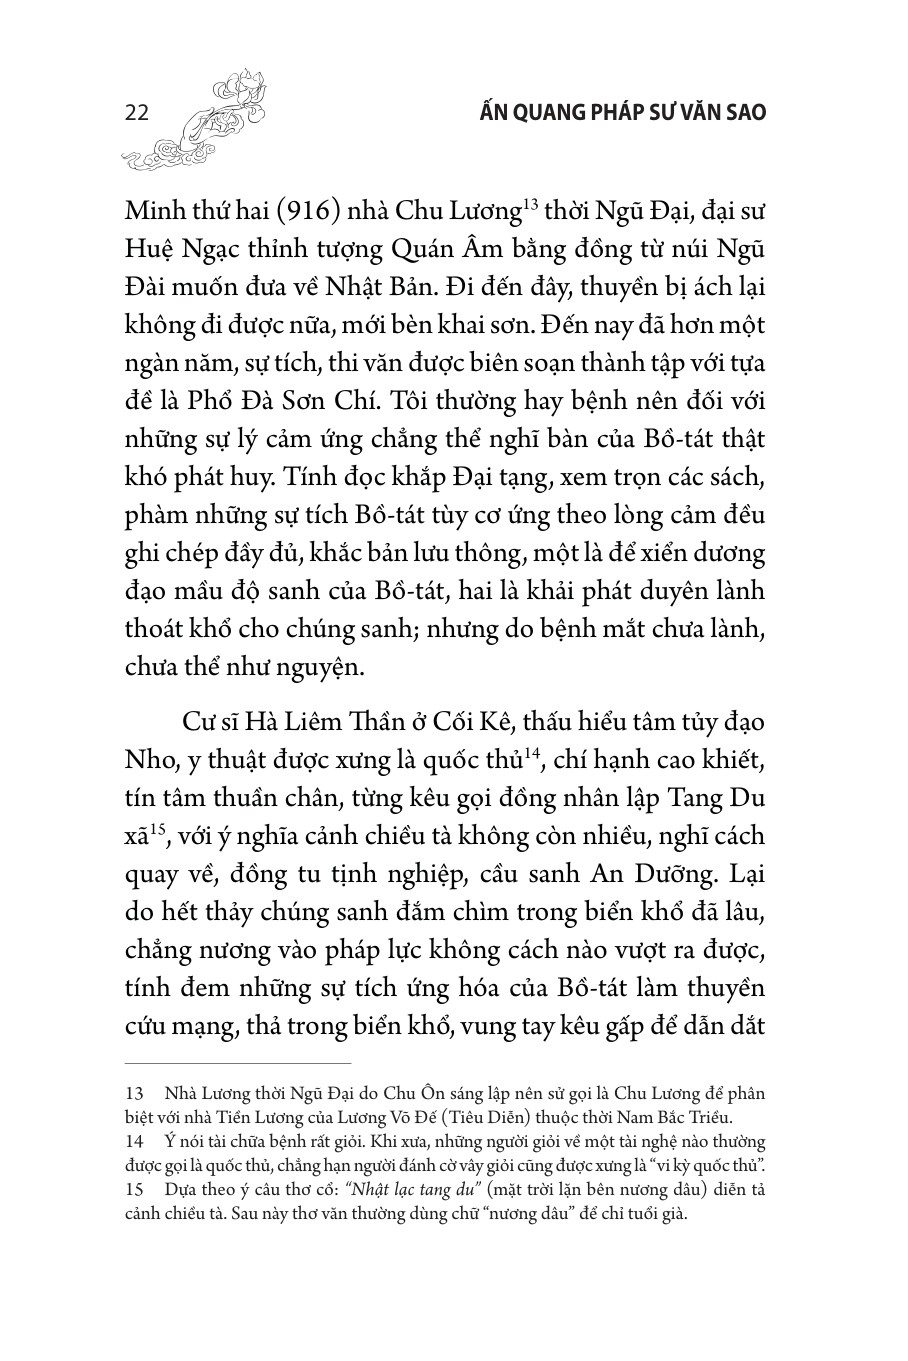 22
ẤN QUANG PHÁP SƯ VĂN SAO
Minh thứ hai (916) nhà Chu Lương13 thời Ngũ Đại, đại sư
Huệ Ngạc thỉnh tượng Quán Âm bằng đồng từ núi Ngũ
Đài muốn đưa về Nhật Bản. Đi đến đây, thuyền bị ách lại
không đi được nữa, mới bèn khai sơn. Đến nay đã hơn một
ngàn năm, sự tích, thi văn được biên soạn thành tập với tựa
đề là Phổ Đà Sơn Chí. Tôi thường hay bệnh nên đối với
những sự lý cảm ứng chẳng thể nghĩ bàn của Bồ-tát thật
khó phát huy. Tính đọc khắp Đại tạng, xem trọn các sách,
phàm những sự tích Bồ-tát tùy cơ ứng theo lòng cảm đều
ghi chép đầy đủ, khắc bản lưu thông, một là để xiển dương
đạo mầu độ sanh của Bồ-tát, hai là khải phát duyên lành
thoát khổ cho chúng sanh; nhưng do bệnh mắt chưa lành,
chưa thể như nguyện.
Cư sĩ Hà Liêm Thần ở Cối Kê, thấu hiểu tâm tủy đạo
Nho, y thuật được xưng là quốc thủ14, chí hạnh cao khiết,
tín tâm thuần chân, từng kêu gọi đồng nhân lập Tang Du
xã15, với ý nghĩa cảnh chiều tà không còn nhiều, nghĩ cách
quay về, đồng tu tịnh nghiệp, cầu sanh An Dưỡng. Lại
do hết thảy chúng sanh đắm chìm trong biển khổ đã lâu,
chẳng nương vào pháp lực không cách nào vượt ra được,
tính đem những sự tích ứng hóa của Bồ-tát làm thuyền
cứu mạng, thả trong biển khổ, vung tay kêu gấp để dẫn dắt
13 Nhà Lương thời Ngũ Đại do Chu Ôn sáng lập nên sử gọi là Chu Lương để phân
biệt với nhà Tiền Lương của Lương Võ Đế (Tiêu Diễn) thuộc thời Nam Bắc Triều.
14 Ý nói tài chữa bệnh rất giỏi. Khi xưa, những người giỏi về một tài nghệ nào thường
được gọi là quốc thủ, chẳng hạn người đánh cờ vây giỏi cũng được xưng là “vi kỳ quốc thủ”.
15 Dựa theo ý câu thơ cổ: “Nhật lạc tang du” (mặt trời lặn bên nương dâu) diễn tả
cảnh chiều tà. Sau này thơ văn thường dùng chữ “nương dâu” để chỉ tuổi già.